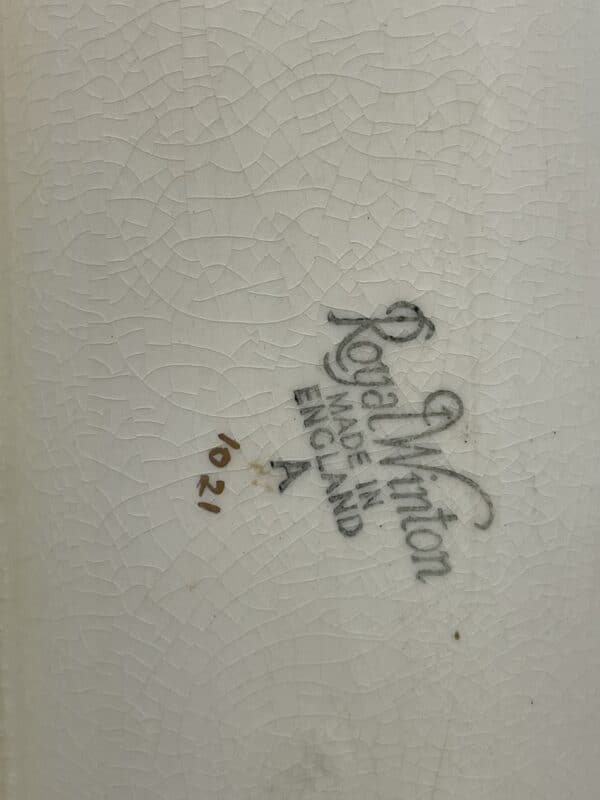 Royal Winton
MADE IN
ENGLAND
A
1021